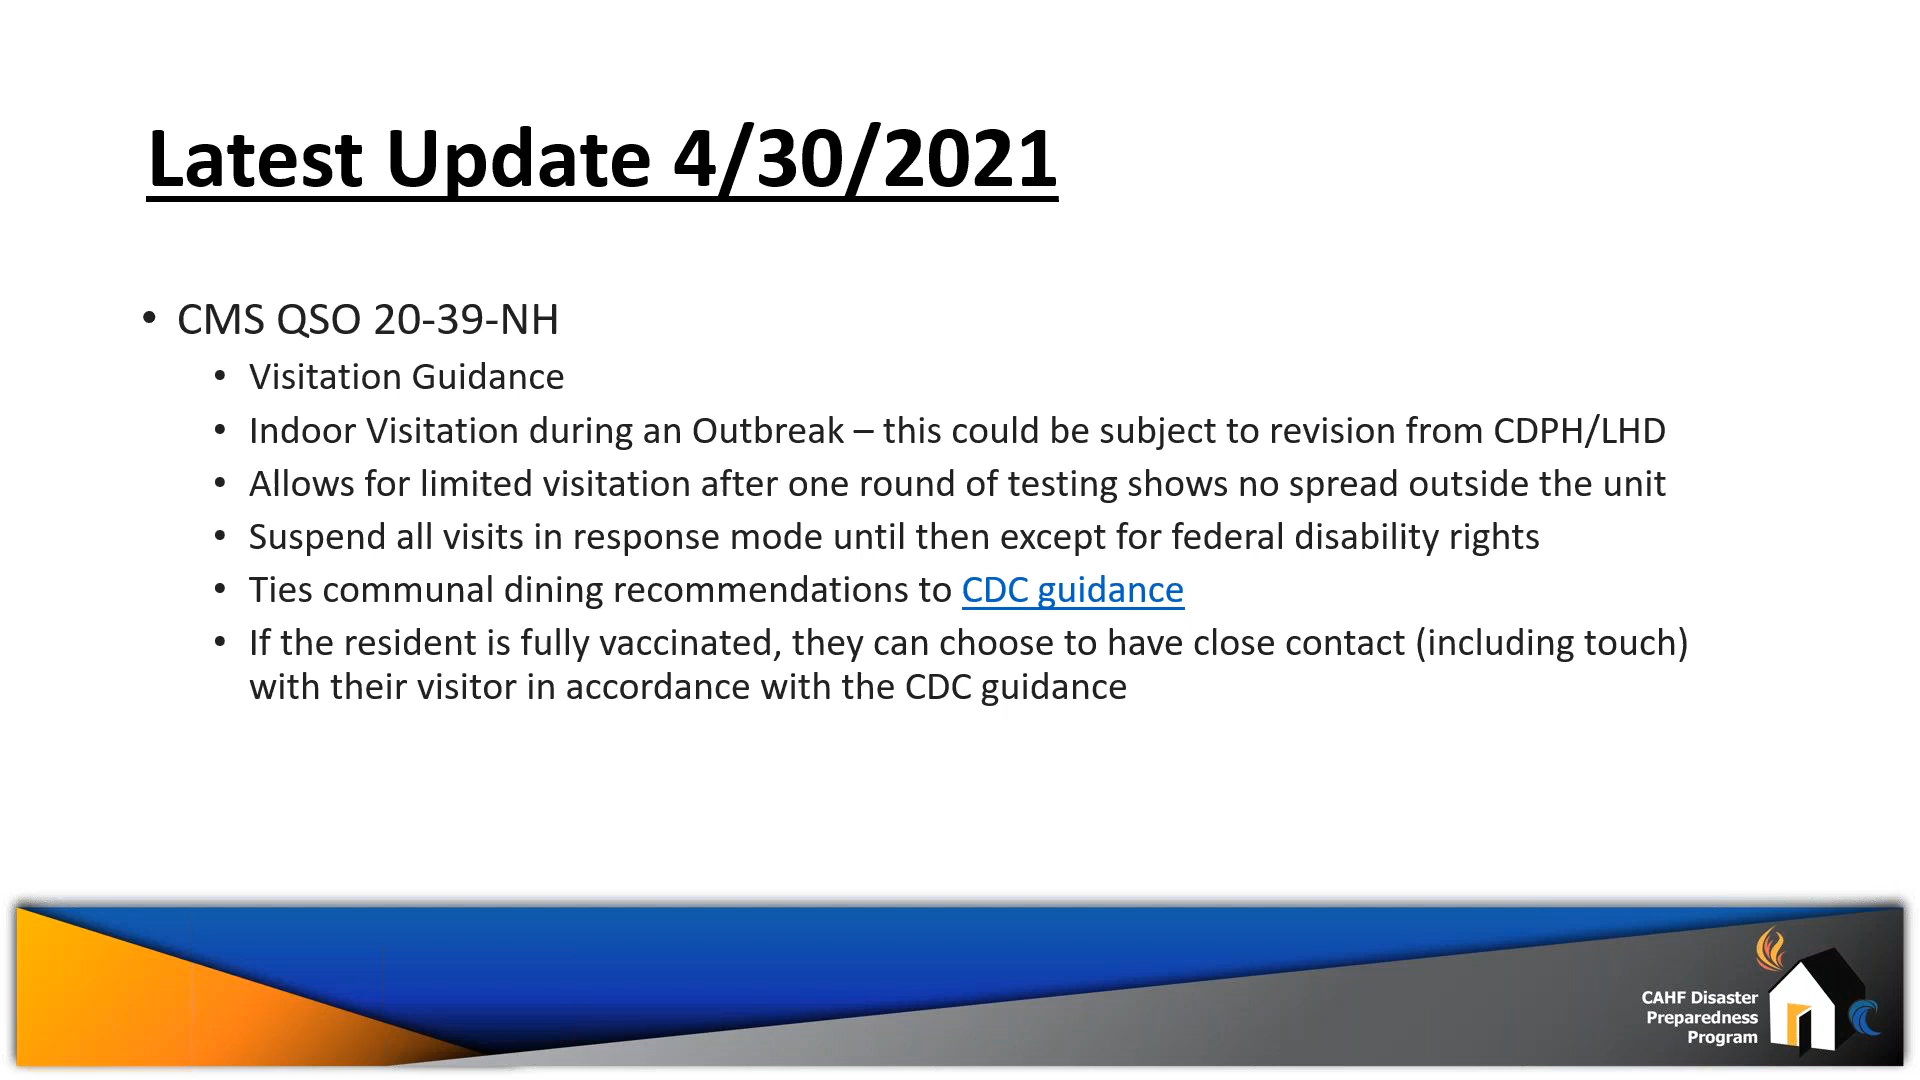 Latest Update 4/30/2021
• CMS QSO 20-39-NH
• Visitation Guidance
• Indoor Visitation during an Outbreak – this could be subject to revision from CDPH/LHD
• Allows for limited visitation after one round of testing shows no spread outside the unit
• Suspend all visits in response mode until then except for federal disability rights
• Ties communal dining recommendations to CDC guidance
• If the resident is fully vaccinated, they can choose to have close contact (including touch)
with their visitor in accordance with the CDC guidance
CAHF Disaster
Preparedness
Program